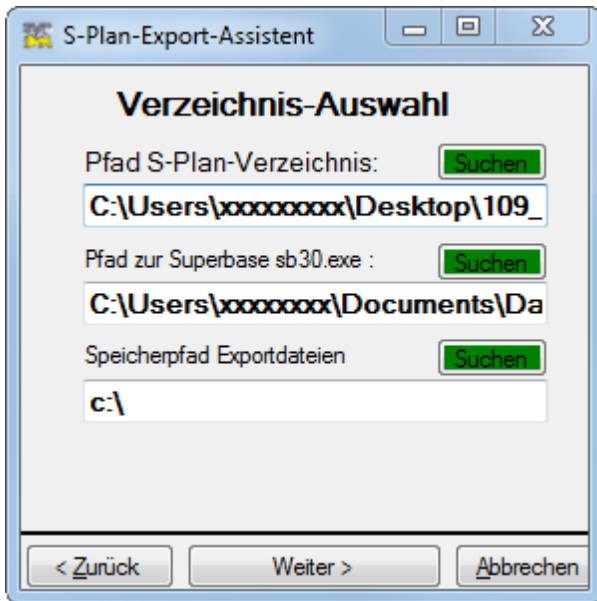 S-Plan-Export-Assistent
Verzeichnis-Auswahl
Pfad S-Plan-Verzeichnis:
Suchen
C:\Users\xxxxxxxxx\Desktop\109_
Pfad zur Superbase sb30.exe :
Suchen
C:\Users\xxxxxxxx\Documents\Da
Speicherpfad Exportdateien
Suchen
c:\
< Zurück
Weiter >
Abbrechen